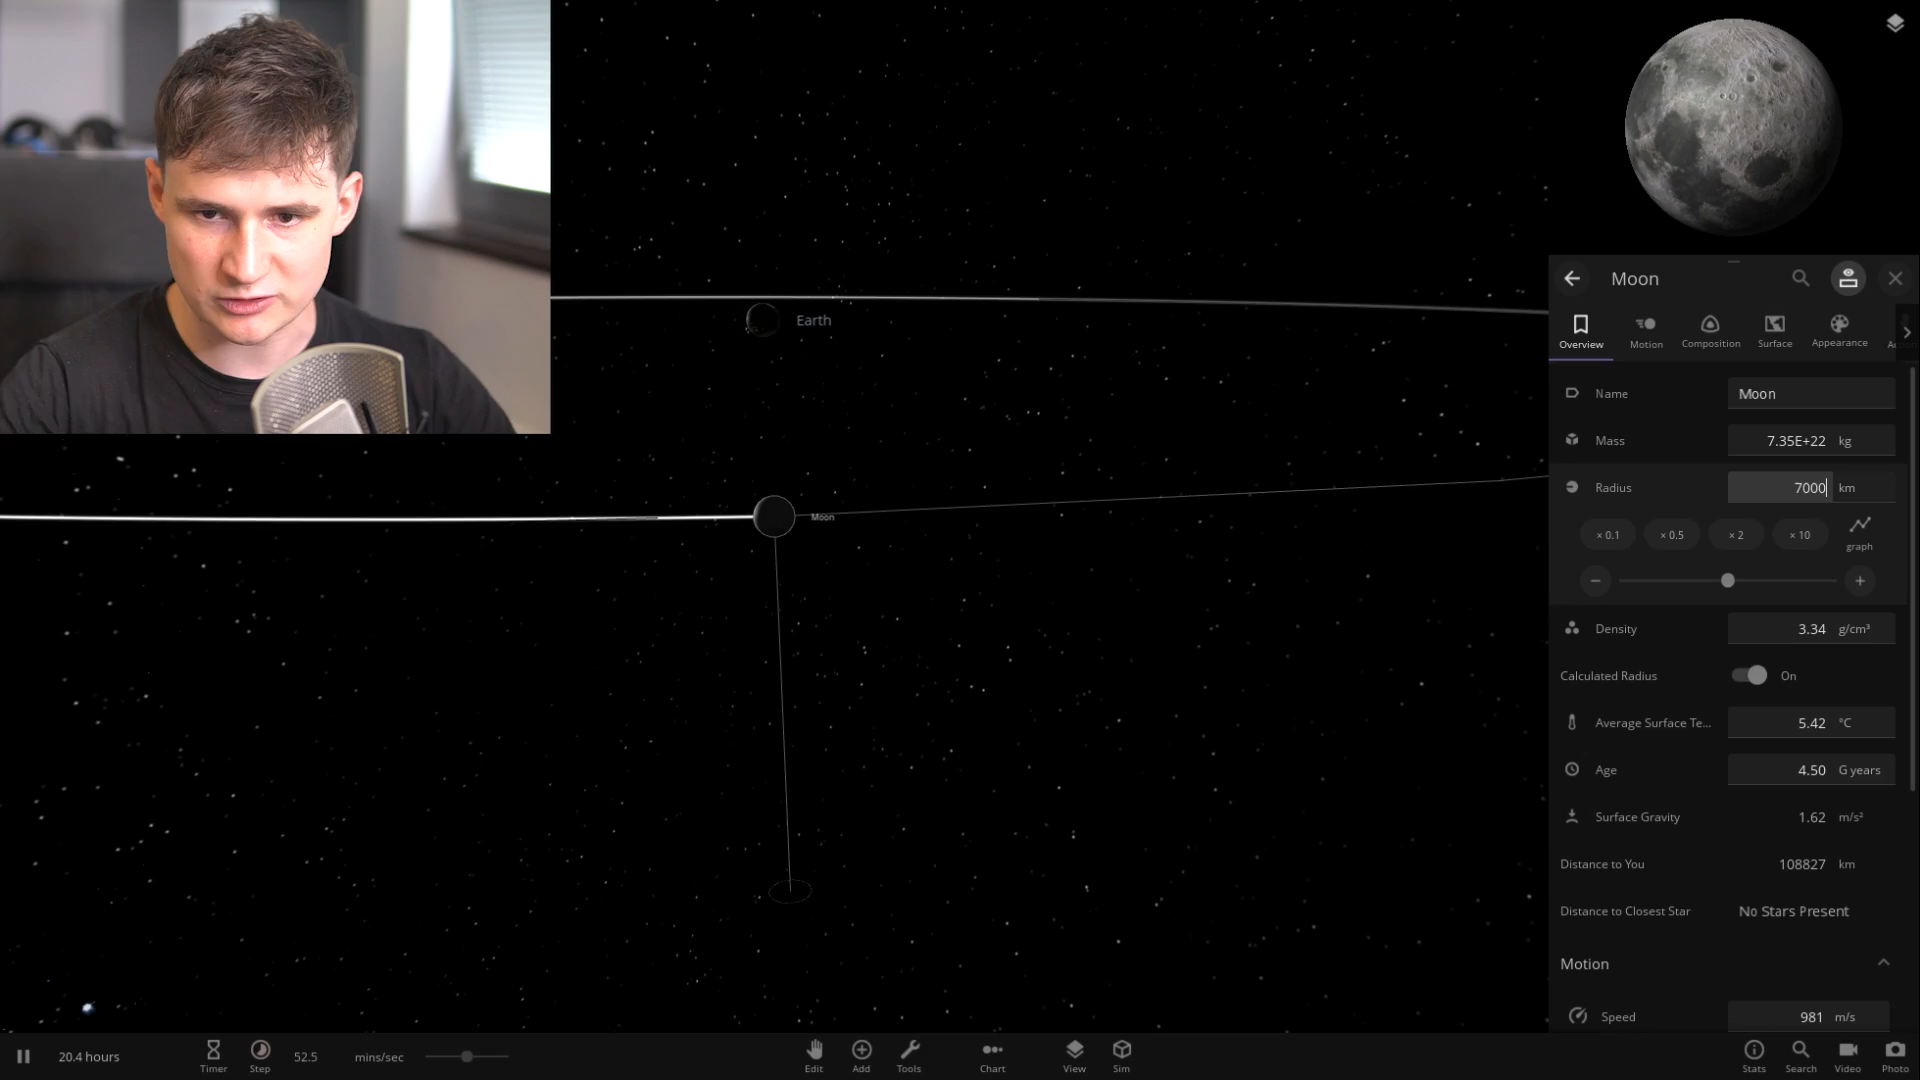 Earth
Moon
Moon
Overview
Motion
Composition
Surface
Appearance
Name
Moon
Mass
7.35E+22 kg
Radius
7000 km
× 0.1
× 0.5
× 2
× 10
graph
Density
3.34 g/cm³
Calculated Radius
On
Average Surface Te...
5.42 °C
Age
4.50 G years
Surface Gravity
1.62 m/s²
Distance to You
108827 km
Distance to Closest Star
No Stars Present
Motion
Speed
981 m/s
20.4 hours
Timer
Step
52.5 mins/sec
Edit
Add
Tools
Chart
View
Sim
Stats
Search
Video
Photo